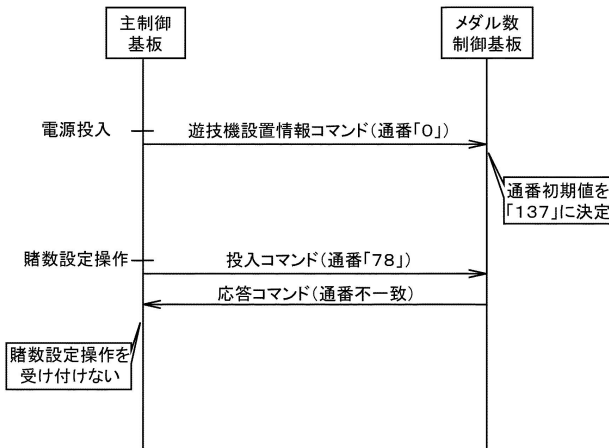 主制御
基板
メダル数
制御基板
電源投入
遊技機設置情報コマンド(通番「０」)
通番初期値を
「137」に決定
賭数設定操作
投入コマンド(通番「78」)
応答コマンド(通番不一致)
賭数設定操作を
受け付けない